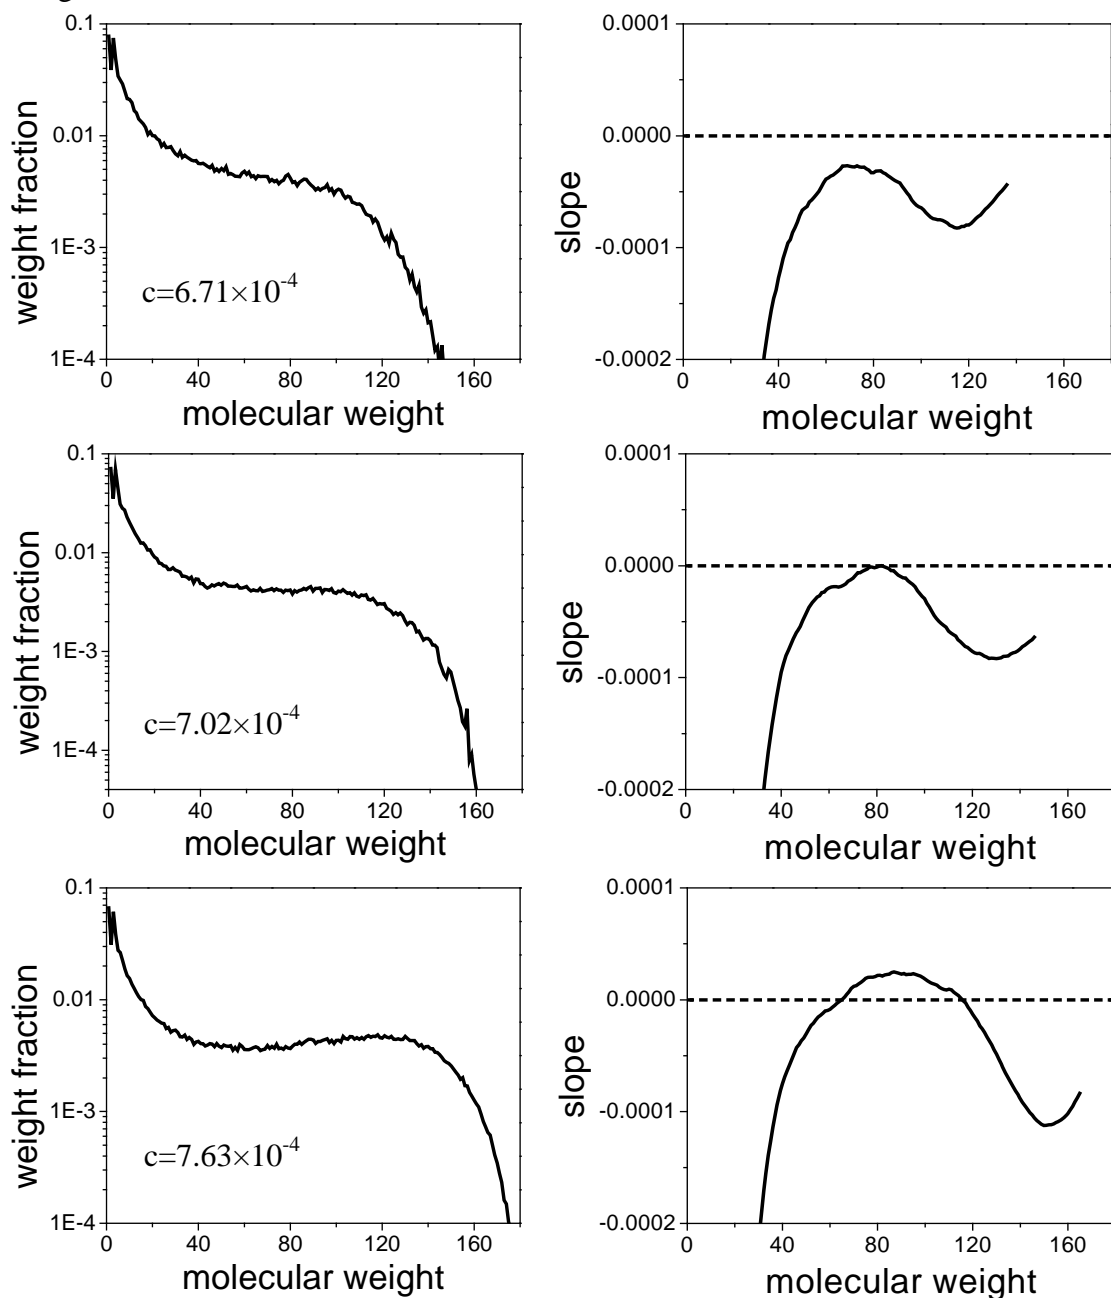 0.1
0.01
1E-3
1E-4
weight fraction
c=6.71×10-4
0 40 80 120 160
molecular weight
0.0001
0.0000
-0.0001
-0.0002
slope
0 40 80 120 160
molecular weight
0.1
0.01
1E-3
1E-4
weight fraction
c=7.02×10-4
0 40 80 120 160
molecular weight
0.0001
0.0000
-0.0001
-0.0002
slope
0 40 80 120 160
molecular weight
0.1
0.01
1E-3
1E-4
weight fraction
c=7.63×10-4
0 40 80 120 160
molecular weight
0.0001
0.0000
-0.0001
-0.0002
slope
0 40 80 120 160
molecular weight